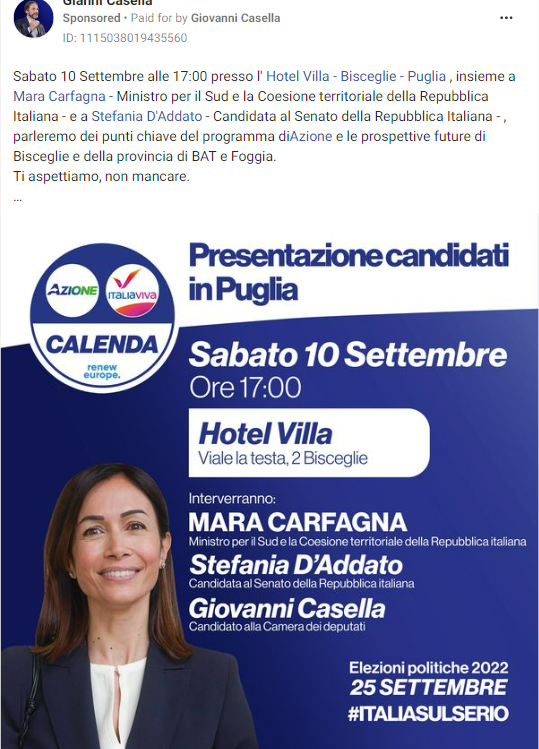 Gianni Casella
Sponsored • Paid for by Giovanni Casella
ID: 1115038019435560
Sabato 10 Settembre alle 17:00 presso l' Hotel Villa - Bisceglie - Puglia , insieme a
Mara Carfagna - Ministro per il Sud e la Coesione territoriale della Repubblica
Italiana - e a Stefania D'Addato - Candidata al Senato della Repubblica Italiana - ,
parleremo dei punti chiave del programma diAzione e le prospettive future di
Bisceglie e della provincia di BAT e Foggia.
Ti aspettiamo, non mancare.
...
Presentazione candidati
in Puglia
AZIONE
ITALIAVIVA
CALENDA
renew
europe.
Sabato 10 Settembre
Ore 17:00
Hotel Villa
Viale la testa, 2 Bisceglie
Interverranno:
MARA CARFAGNA
Ministro per il Sud e la Coesione territoriale della Repubblica italiana
Stefania D'Addato
Candidata al Senato della Repubblica italiana
Giovanni Casella
Candidato alla Camera dei deputati
Elezioni politiche 2022
25 SETTEMBRE
#ITALIASULSERIO